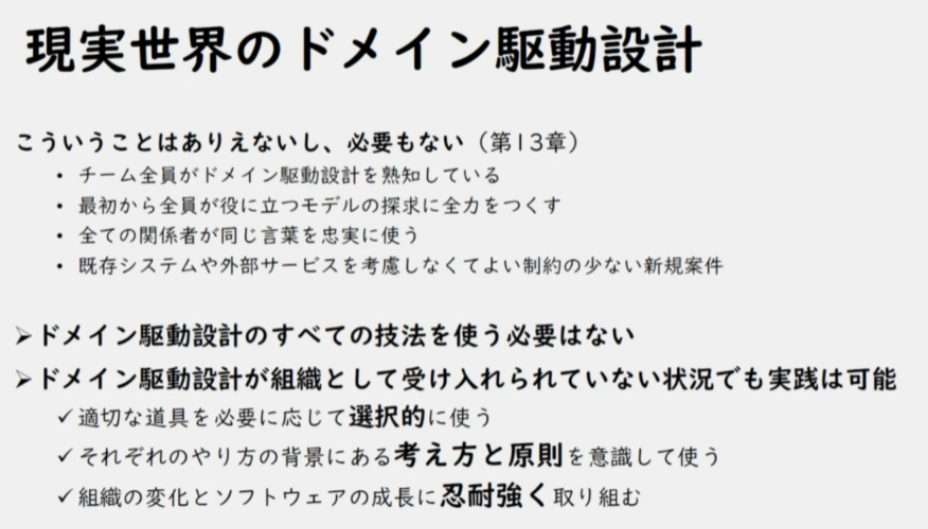 現実世界のドメイン駆動設計
こういうことはありえないし、必要もない（第13章）
• チーム全員がドメイン駆動設計を熟知している
• 最初から全員が役に立つモデルの探求に全力をつくす
• 全ての関係者が同じ言葉を忠実に使う
• 既存システムや外部サービスを考慮しなくてよい制約の少ない新規案件
➢ドメイン駆動設計のすべての技法を使う必要はない
➢ドメイン駆動設計が組織として受け入れられていない状況でも実践は可能
✓適切な道具を必要に応じて選択的に使う
✓それぞれのやり方の背景にある考え方と原則を意識して使う
✓組織の変化とソフトウェアの成長に忍耐強く取り組む